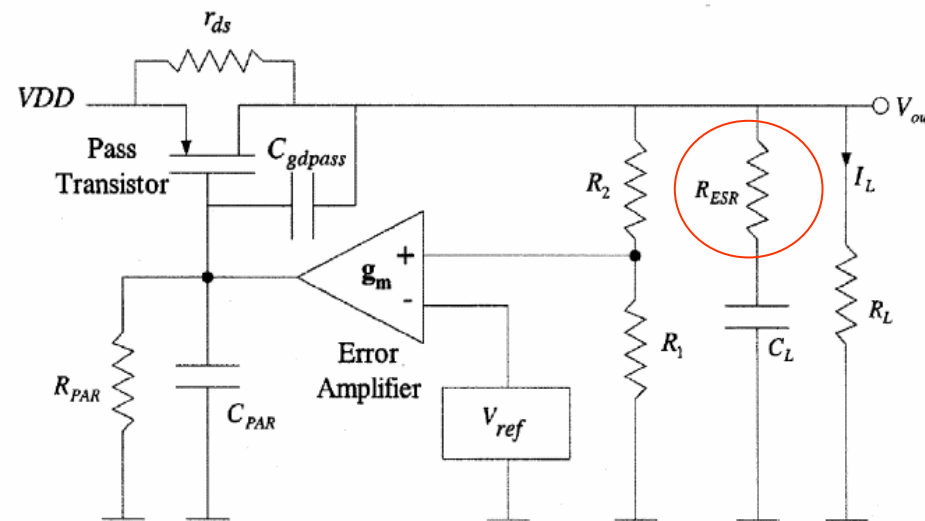 r_ds
VDD
V_ou
Pass
Transistor
C_gdpass
R_2
R_ESR
I_L
+
g_m
-
Error
Amplifier
R_PAR
C_PAR
V_ref
R_1
C_L
R_L